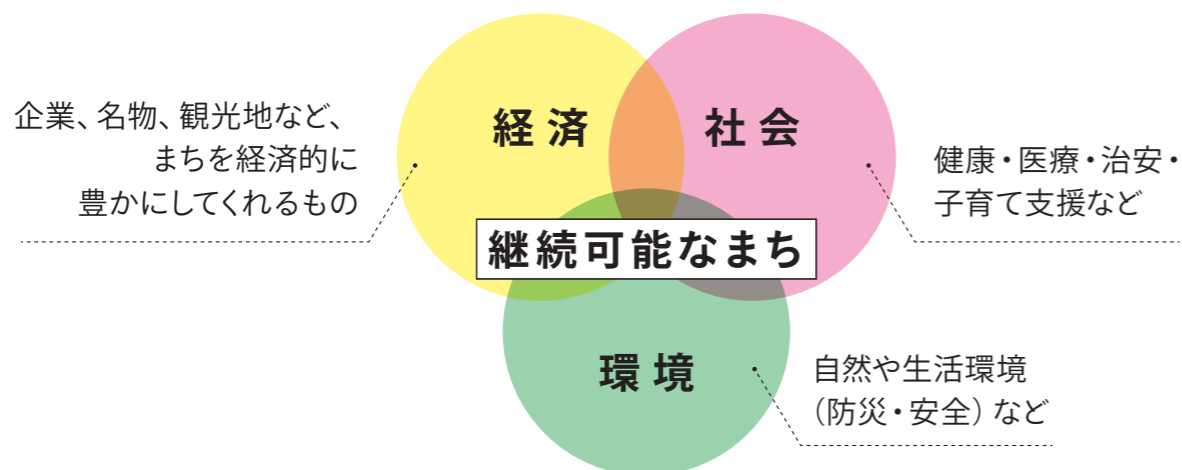 経済
社会
企業、名物、観光地など、
まちを経済的に
豊かにしてくれるもの
健康・医療・治安・
子育て支援など
継続可能なまち
環境
自然や生活環境
（防災・安全）など